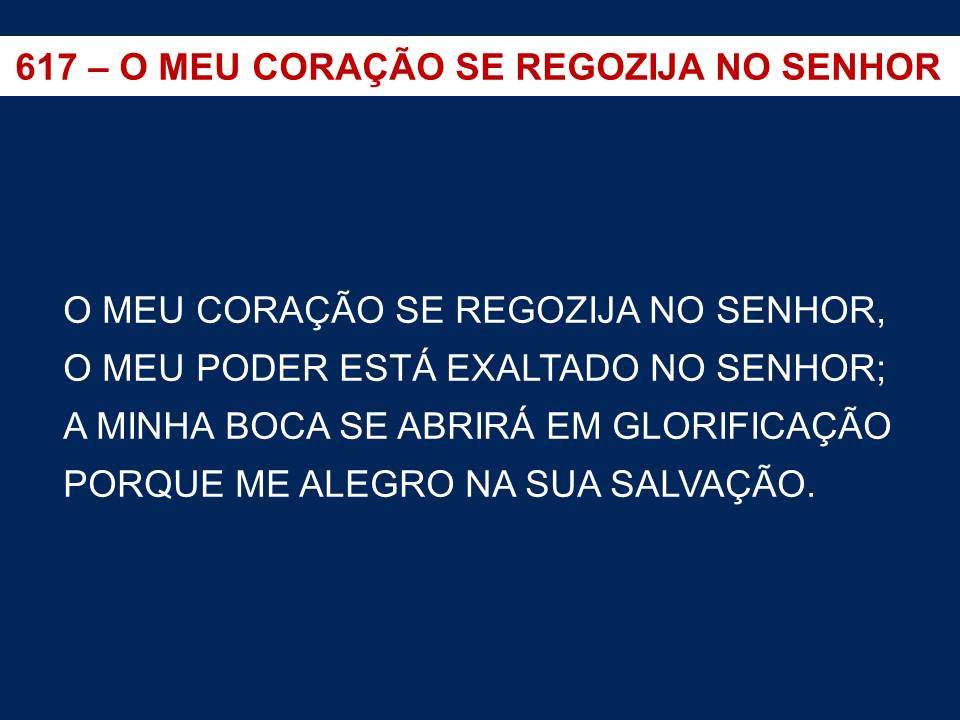 617 – O MEU CORAÇÃO SE REGOZIJA NO SENHOR
O MEU CORAÇÃO SE REGOZIJA NO SENHOR,
O MEU PODER ESTÁ EXALTADO NO SENHOR;
A MINHA BOCA SE ABRIRÁ EM GLORIFICAÇÃO
PORQUE ME ALEGRO NA SUA SALVAÇÃO.